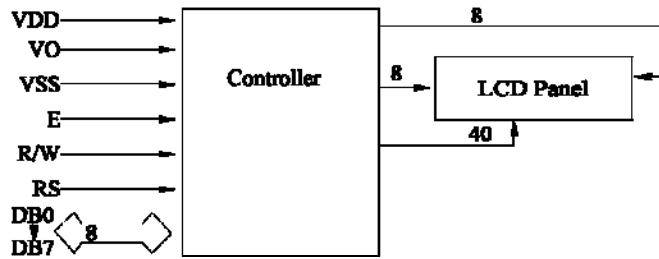 VDD
VO
VSS
E
R/W
RS
DB0
DB7
8
Controller
8
8
40
LCD Panel